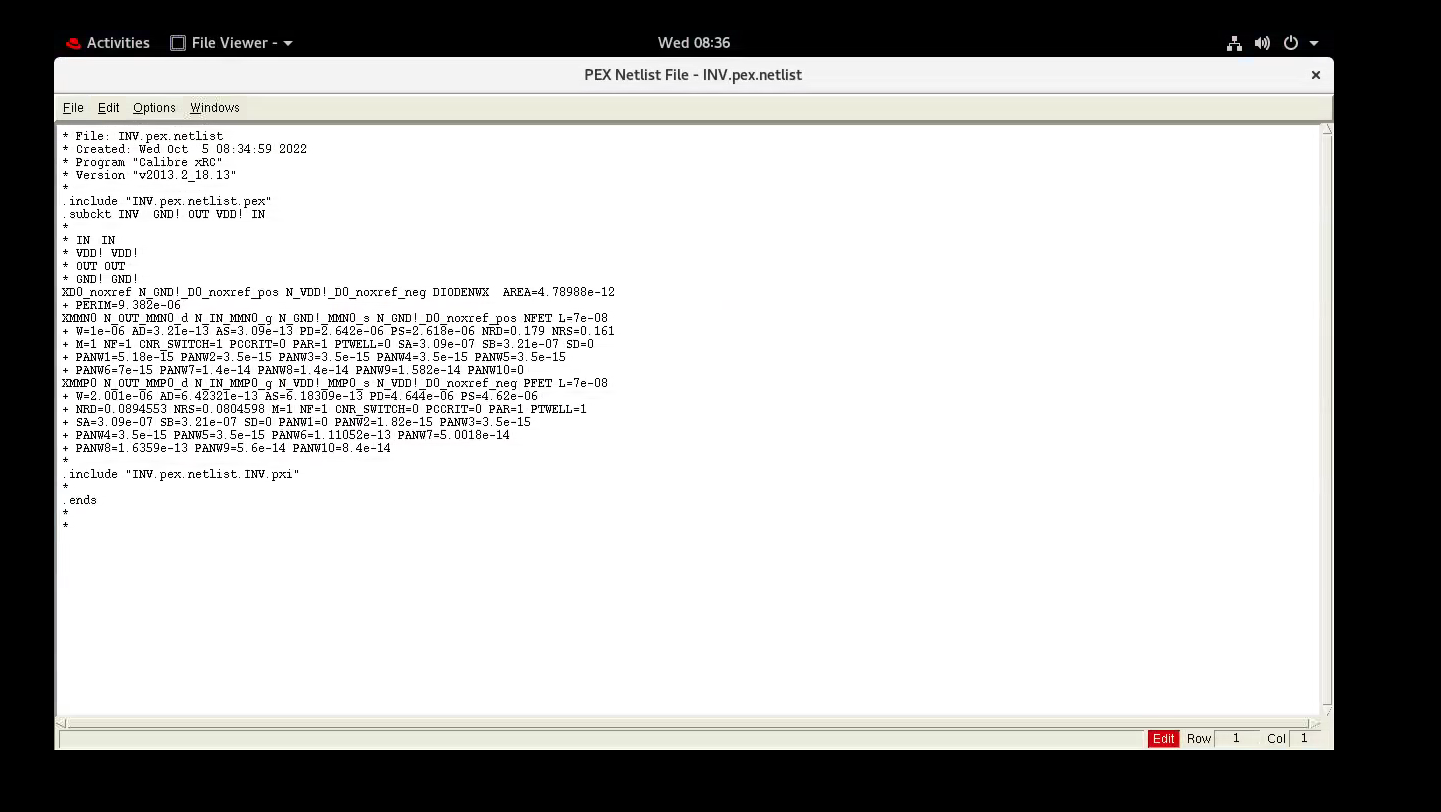 Activities File Viewer - Wed 08:36
PEX Netlist File - INV.pex.netlist ×
File Edit Options Windows
* File: INV.pex.netlist
* Created: Wed Oct  5 08:34:59 2022
* Program "Calibre xRC"
* Version "v2013.2_18.13"
*
.include "INV.pex.netlist.pex"
.subckt INV  GND! OUT VDD! IN
*
* IN  IN
* VDD! VDD!
* OUT OUT
* GND! GND!
XD0_noxref N_GND!_D0_noxref_pos N_VDD!_D0_noxref_neg DIODENWX  AREA=4.78988e-12
+ PERIM=9.382e-06
XMMN0 N_OUT_MMN0_d N_IN_MMN0_g N_GND!_MMN0_s N_GND!_D0_noxref_pos NFET L=7e-08
+ W=1e-06 AD=3.21e-13 AS=3.09e-13 PD=2.642e-06 PS=2.618e-06 NRD=0.179 NRS=0.161
+ M=1 NF=1 CNR_SWITCH=1 PCCRIT=0 PAR=1 PTWELL=0 SA=3.09e-07 SB=3.21e-07 SD=0
+ PANW1=5.18e-15 PANW2=3.5e-15 PANW3=3.5e-15 PANW4=3.5e-15 PANW5=3.5e-15
+ PANW6=7e-15 PANW7=1.4e-14 PANW8=1.4e-14 PANW9=1.582e-14 PANW10=0
XMMP0 N_OUT_MMP0_d N_IN_MMP0_g N_VDD!_MMP0_s N_VDD!_D0_noxref_neg PFET L=7e-08
+ W=2.001e-06 AD=6.42321e-13 AS=6.18309e-13 PD=4.644e-06 PS=4.62e-06
+ NRD=0.0894553 NRS=0.0804598 M=1 NF=1 CNR_SWITCH=0 PCCRIT=0 PAR=1 PTWELL=1
+ SA=3.09e-07 SB=3.21e-07 SD=0 PANW1=0 PANW2=1.82e-15 PANW3=3.5e-15
+ PANW4=3.5e-15 PANW5=3.5e-15 PANW6=1.11052e-13 PANW7=5.0018e-14
+ PANW8=1.6359e-13 PANW9=5.6e-14 PANW10=8.4e-14
*
.include "INV.pex.netlist.INV.pxi"
*
.ends
*
*
Edit Row 1 Col 1